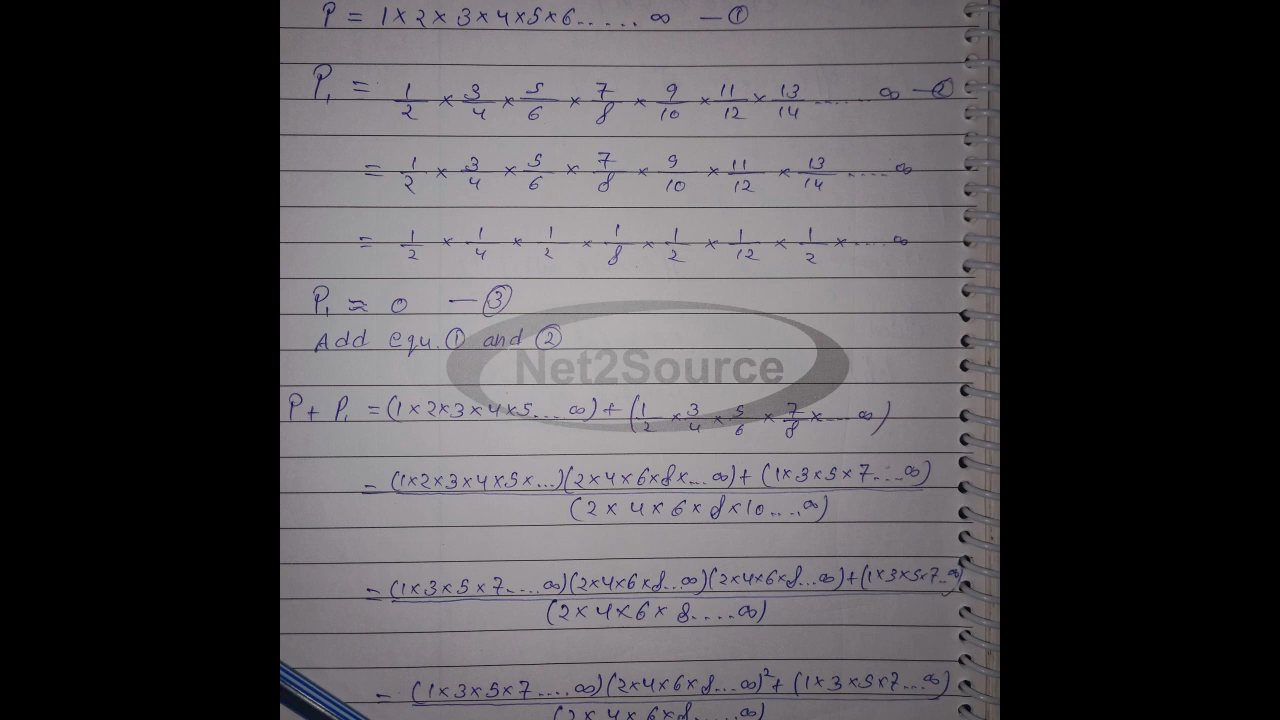 P = 1×2×3×4×5×6...... ∞ — ①
P₁ = 1/2 × 3/4 × 5/6 × 7/8 × 9/10 × 11/12 × 13/14 ...... ∞ — ②
= 1/2 × 3/4 × 5/6 × 7/8 × 9/10 × 11/12 × 13/14 ..... ∞
= 1/2 × 1/4 × 1/2 × 1/8 × 1/2 × 1/12 × 1/2 × .... ∞
P₁ ≈ 0 — ③
Add equ. ① and ②
Net2Source
P + P₁ = (1×2×3×4×5.... ∞) + (1/2 × 3/4 × 5/6 × 7/8 × .... ∞)
= (1×2×3×4×5×...)(2×4×6×8×....∞) + (1×3×5×7....∞) / (2×4×6×8×10.....∞)
= (1×3×5×7.....∞)(2×4×6×8...∞)(2×4×6×8...∞) + (1×3×5×7..∞) / (2×4×6×8.....∞)
= (1×3×5×7.....∞)(2×4×6×8...∞)² + (1×3×5×7...∞) / (2×4×6×8.....∞)